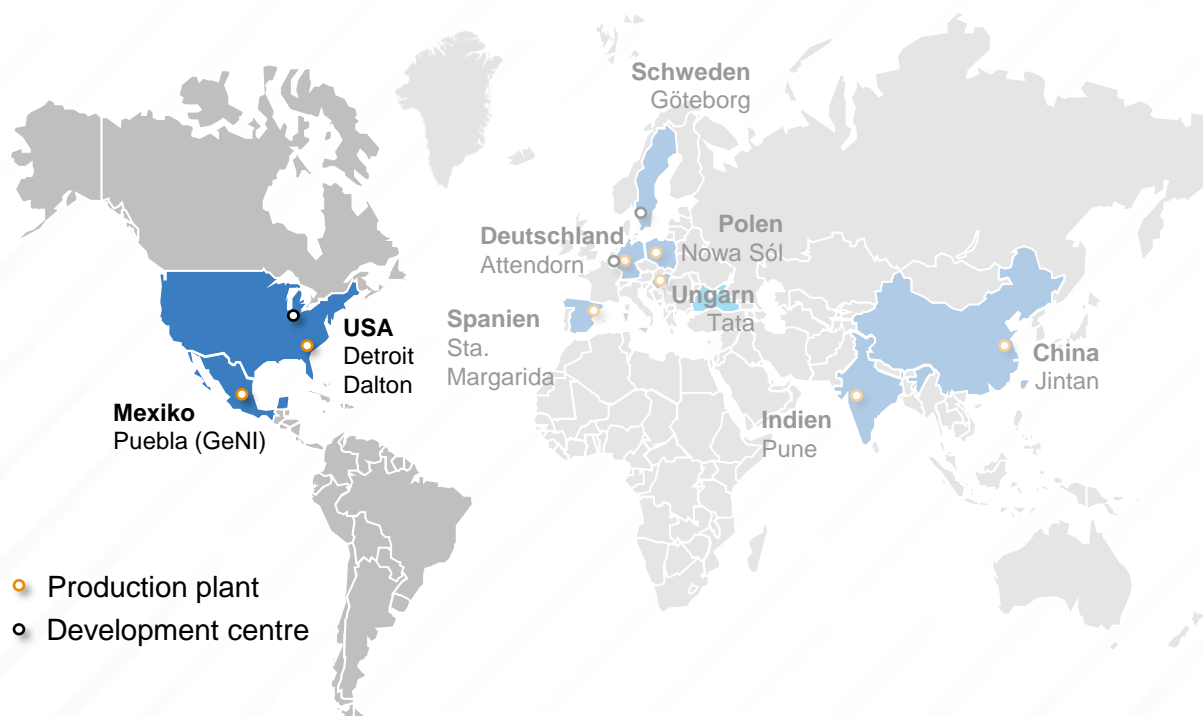 Schweden
Göteborg
Deutschland
Attendorn
Polen
Nowa Sól
Ungarn
Tata
Spanien
Sta.
Margarida
USA
Detroit
Dalton
China
Jintan
Mexiko
Puebla (GeNI)
Indien
Pune
Production plant
Development centre